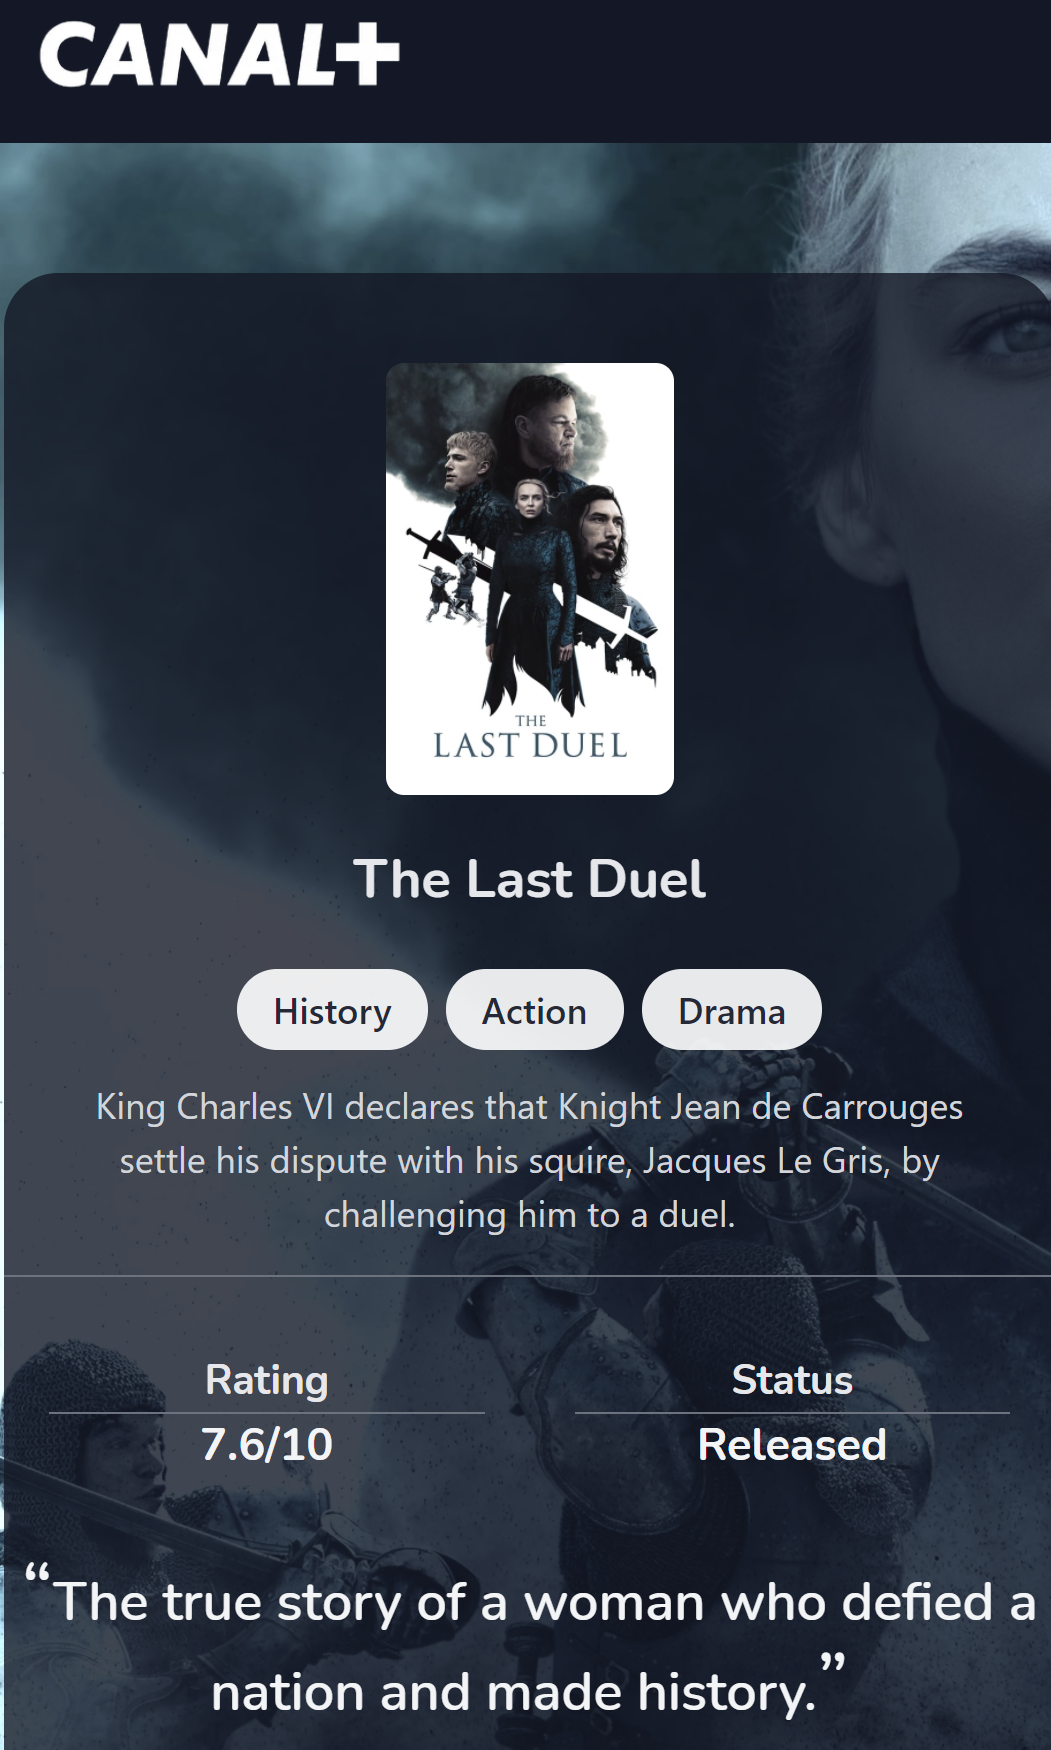 CANAL+
THE
LAST DUEL
The Last Duel
History Action Drama
King Charles VI declares that Knight Jean de Carrouges
settle his dispute with his squire, Jacques Le Gris, by
challenging him to a duel.
Rating Status
7.6/10 Released
“The true story of a woman who defied a
nation and made history.”